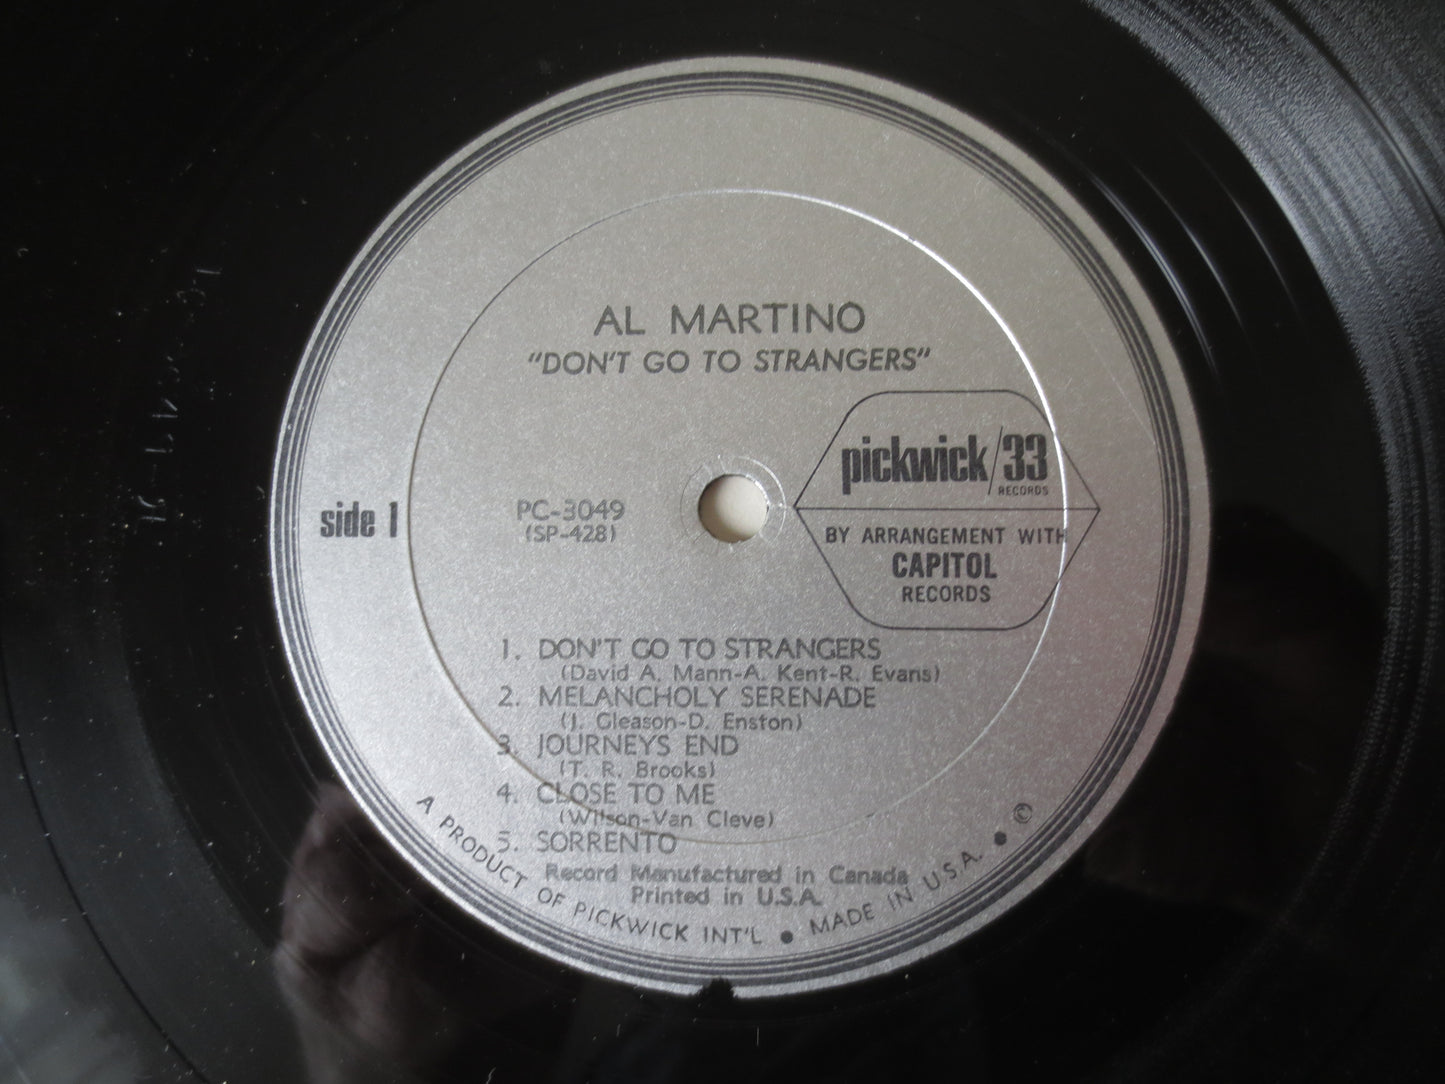 AL MARTINO
"DON'T GO TO STRANGERS"
pickwick/33
RECORDS
BY ARRANGEMENT WITH
CAPITOL
RECORDS
side 1
PC-3049
(SP-428)
1. DON'T GO TO STRANGERS
(David A. Mann-A. Kent-R. Evans)
2. MELANCHOLY SERENADE
(J. Gleason-D. Enston)
3. JOURNEYS END
(T. R. Brooks)
4. CLOSE TO ME
(Wilson-Van Cleve)
5. SORRENTO
Record Manufactured in Canada
Printed in U.S.A.
A PRODUCT OF PICKWICK INT'L • MADE IN U.S.A. • ©